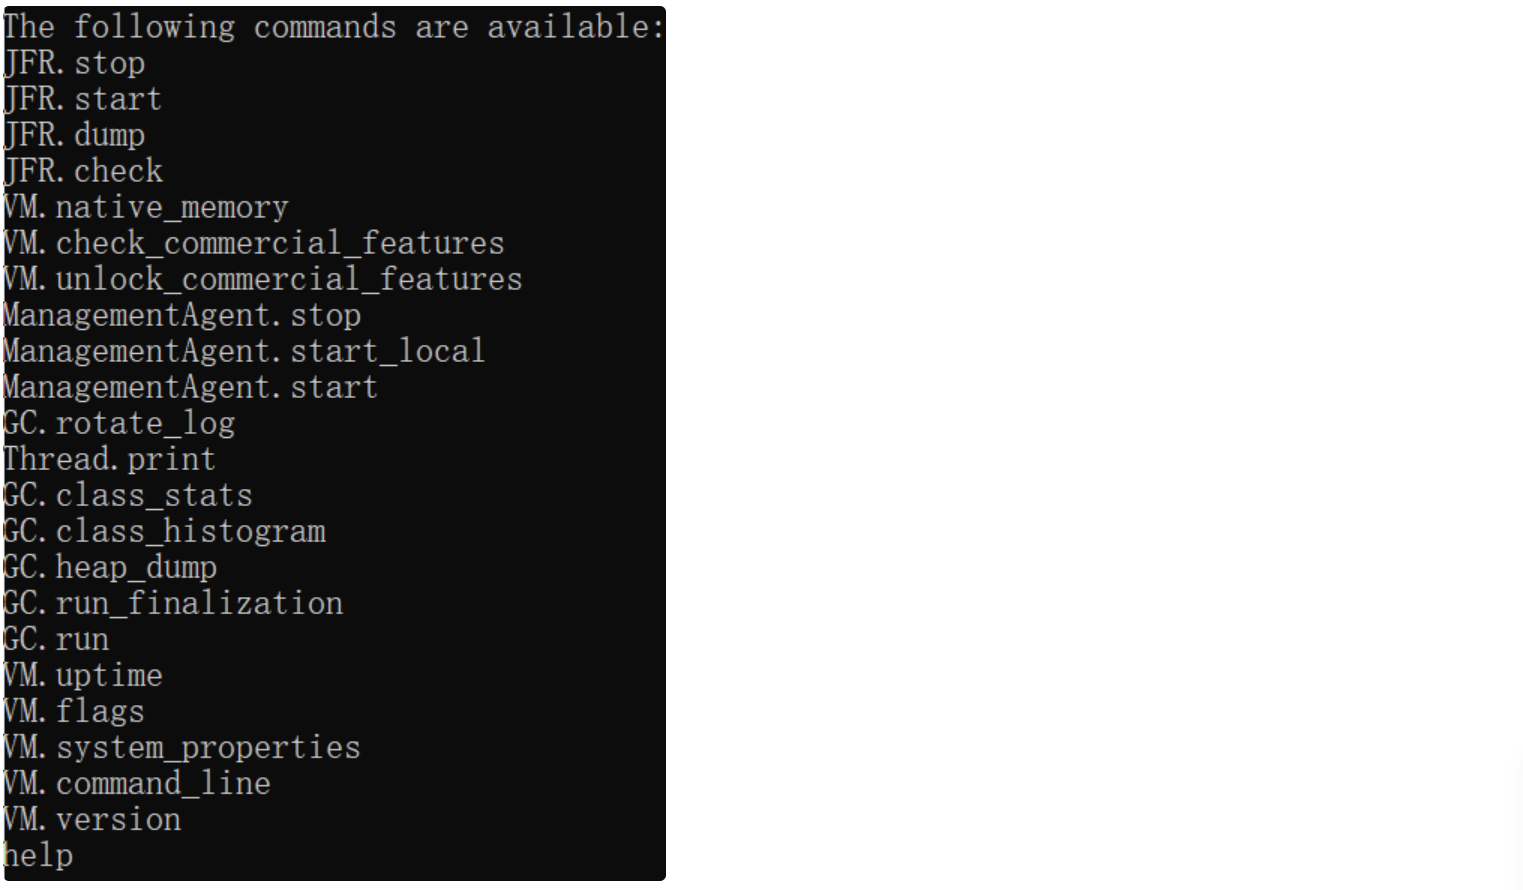 The following commands are available:
JFR.stop
JFR.start
JFR.dump
JFR.check
VM.native_memory
VM.check_commercial_features
VM.unlock_commercial_features
ManagementAgent.stop
ManagementAgent.start_local
ManagementAgent.start
GC.rotate_log
Thread.print
GC.class_stats
GC.class_histogram
GC.heap_dump
GC.run_finalization
GC.run
VM.uptime
VM.flags
VM.system_properties
VM.command_line
VM.version
help